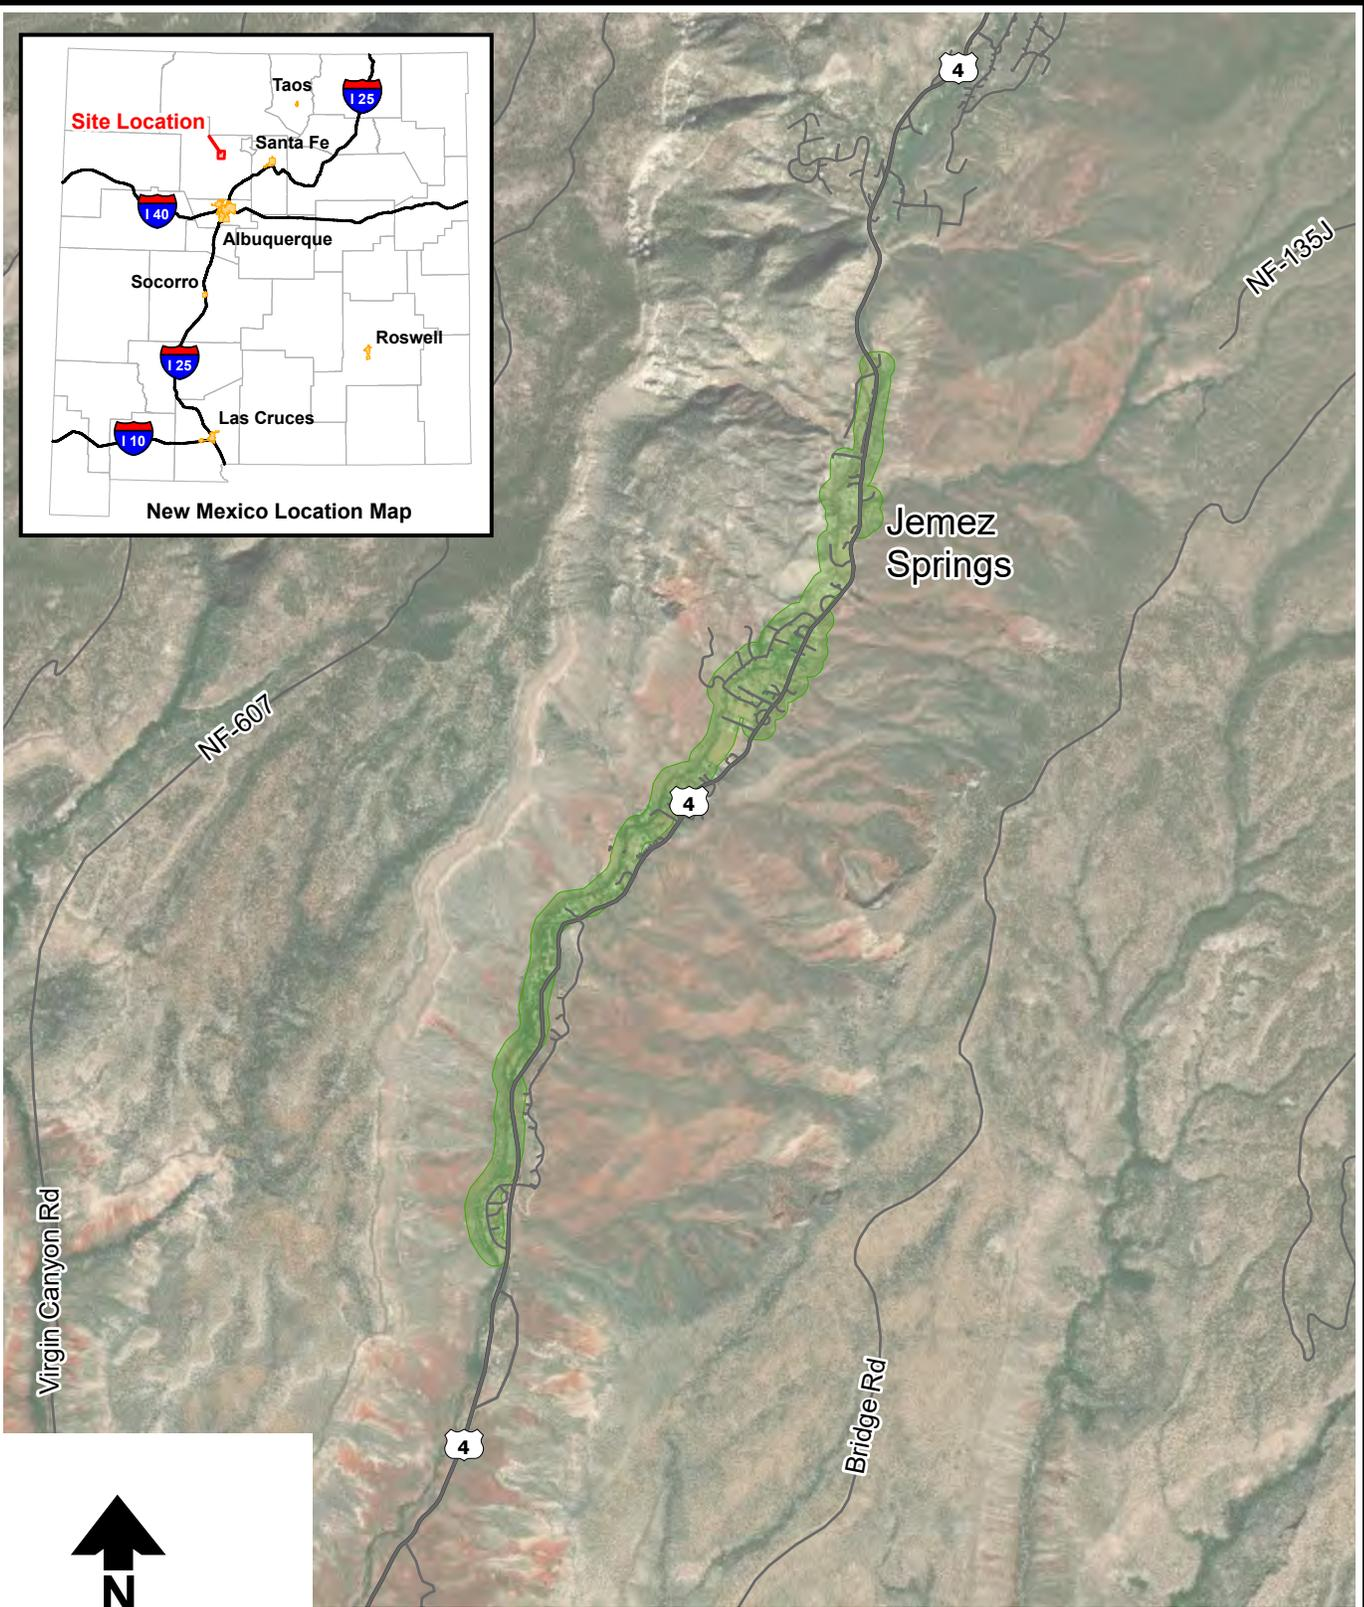 Taos
I 25
Site Location
Santa Fe
I 40
Albuquerque
Socorro
Roswell
I 25
Las Cruces
I 10
New Mexico Location Map
4
NF-135J
Jemez
Springs
NF-607
4
Virgin Canyon Rd
Bridge Rd
4
N